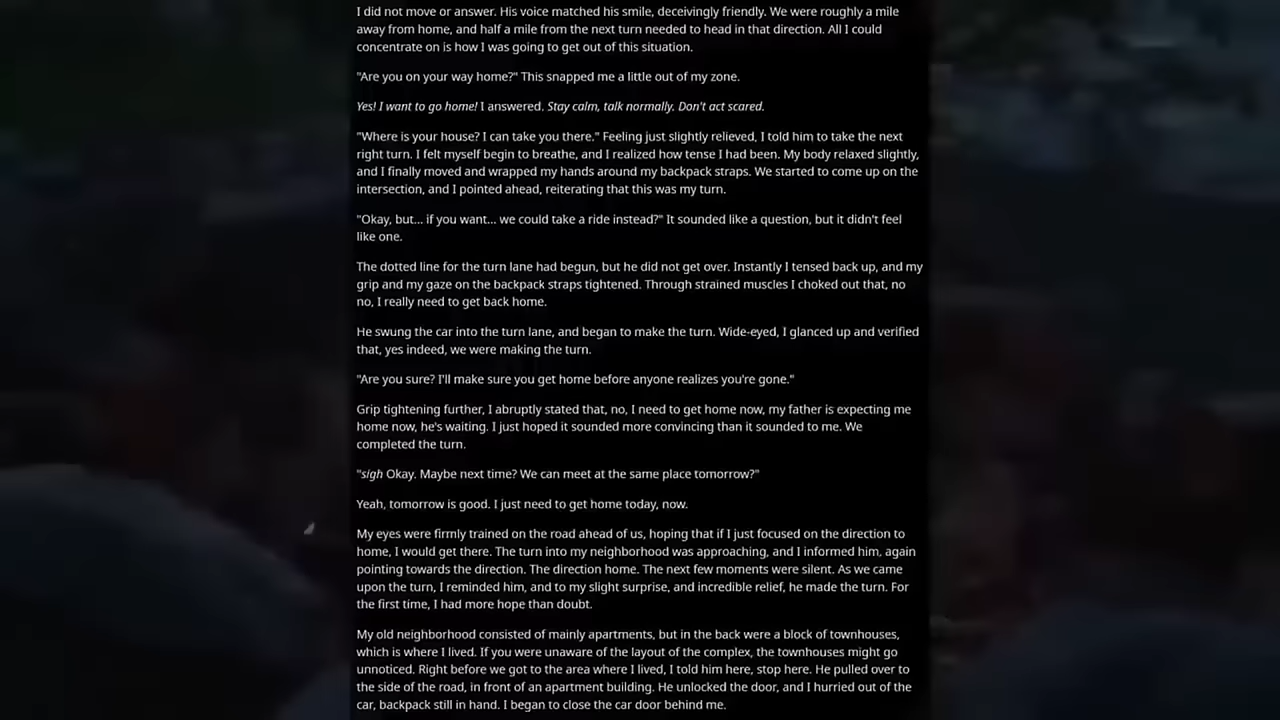 I did not move or answer. His voice matched his smile, deceivingly friendly. We were roughly a mile
away from home, and half a mile from the next turn needed to head in that direction. All I could
concentrate on is how I was going to get out of this situation.
"Are you on your way home?" This snapped me a little out of my zone.
Yes! I want to go home! I answered. Stay calm, talk normally. Don't act scared.
"Where is your house? I can take you there." Feeling just slightly relieved, I told him to take the next
right turn. I felt myself begin to breathe, and I realized how tense I had been. My body relaxed slightly,
and I finally moved and wrapped my hands around my backpack straps. We started to come up on the
intersection, and I pointed ahead, reiterating that this was my turn.
"Okay, but... if you want... we could take a ride instead?" It sounded like a question, but it didn't feel
like one.
The dotted line for the turn lane had begun, but he did not get over. Instantly I tensed back up, and my
grip and my gaze on the backpack straps tightened. Through strained muscles I choked out that, no
no, I really need to get back home.
He swung the car into the turn lane, and began to make the turn. Wide-eyed, I glanced up and verified
that, yes indeed, we were making the turn.
"Are you sure? I'll make sure you get home before anyone realizes you're gone."
Grip tightening further, I abruptly stated that, no, I need to get home now, my father is expecting me
home now, he's waiting. I just hoped it sounded more convincing than it sounded to me. We
completed the turn.
"sigh Okay. Maybe next time? We can meet at the same place tomorrow?"
Yeah, tomorrow is good. I just need to get home today, now.
My eyes were firmly trained on the road ahead of us, hoping that if I just focused on the direction to
home, I would get there. The turn into my neighborhood was approaching, and I informed him, again
pointing towards the direction. The direction home. The next few moments were silent. As we came
upon the turn, I reminded him, and to my slight surprise, and incredible relief, he made the turn. For
the first time, I had more hope than doubt.
My old neighborhood consisted of mainly apartments, but in the back were a block of townhouses,
which is where I lived. If you were unaware of the layout of the complex, the townhouses might go
unnoticed. Right before we got to the area where I lived, I told him here, stop here. He pulled over to
the side of the road, in front of an apartment building. He unlocked the door, and I hurried out of the
car, backpack still in hand. I began to close the car door behind me.